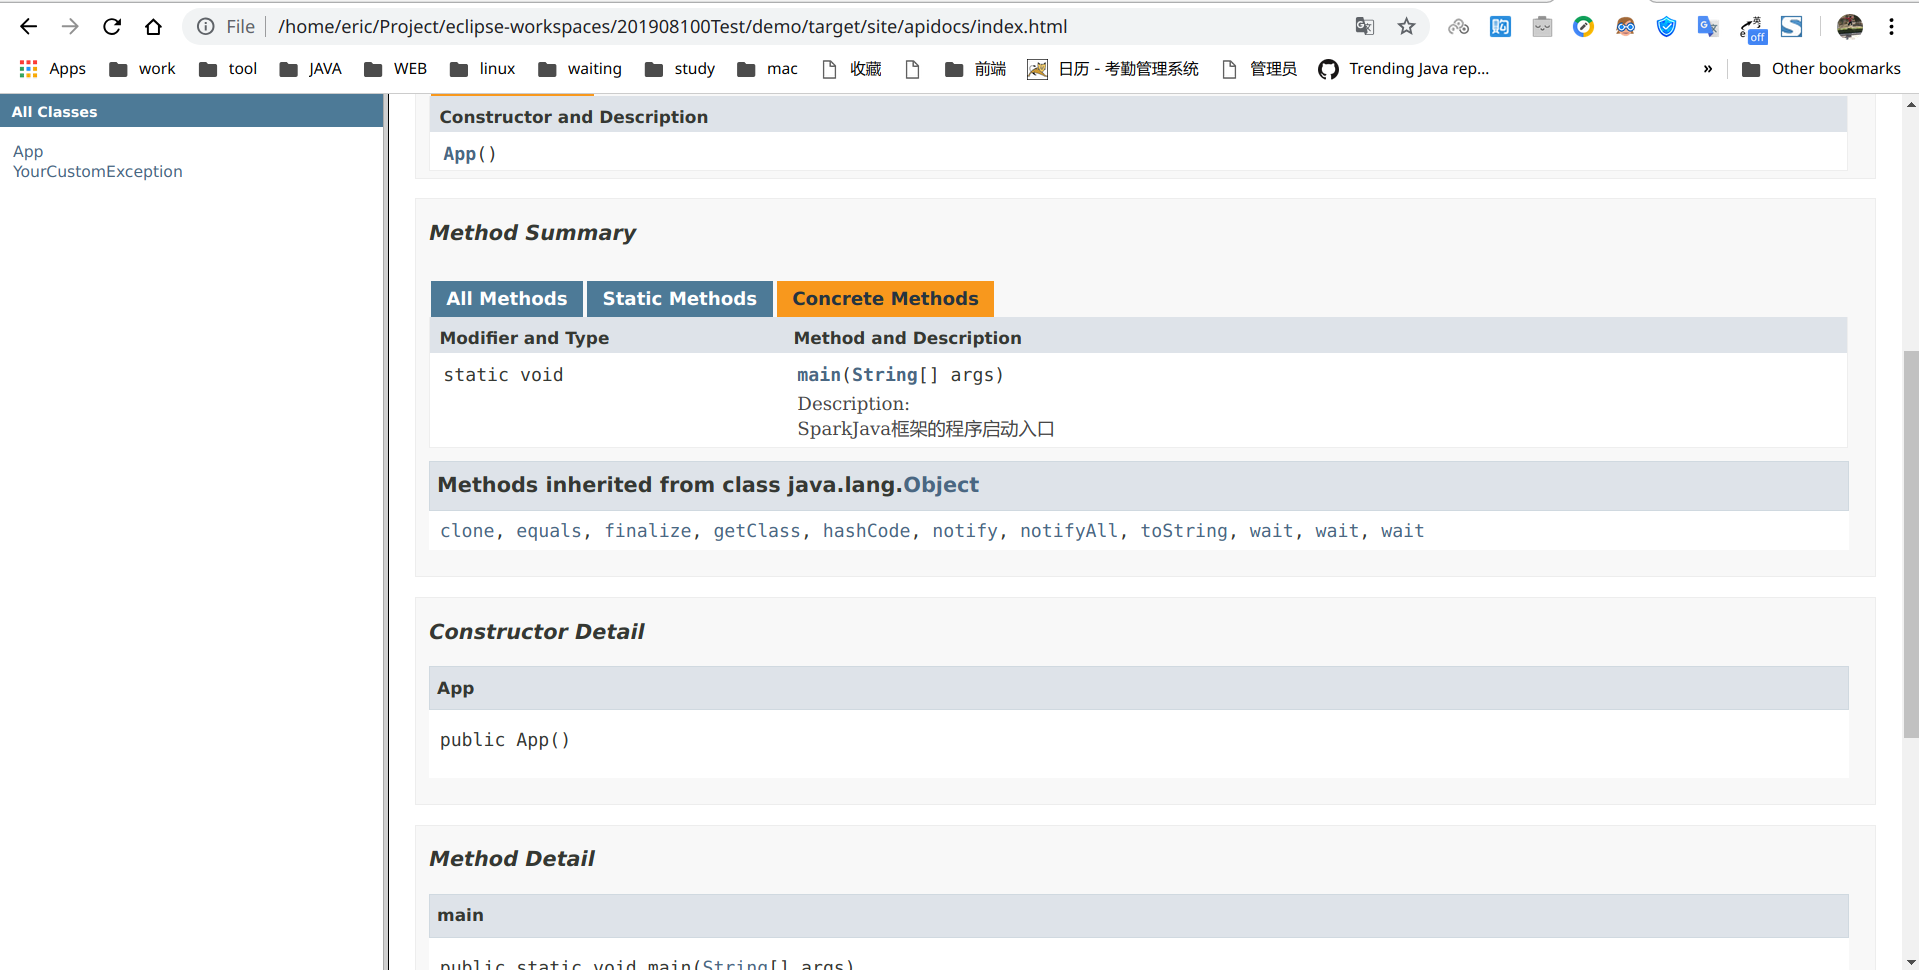 File /home/eric/Project/eclipse-workspaces/201908100Test/demo/target/site/apidocs/index.html
英 off
Apps work tool JAVA WEB linux waiting study mac 收藏 前端 日历 - 考勤管理系统 管理员 Trending Java rep... » Other bookmarks
All Classes
App
YourCustomException
Constructor and Description
App()
Method Summary
All Methods Static Methods Concrete Methods
Modifier and Type Method and Description
static void main(String[] args)
Description:
SparkJava框架的程序启动入口
Methods inherited from class java.lang.Object
clone, equals, finalize, getClass, hashCode, notify, notifyAll, toString, wait, wait, wait
Constructor Detail
App
public App()
Method Detail
main
public static void main(String[] args)